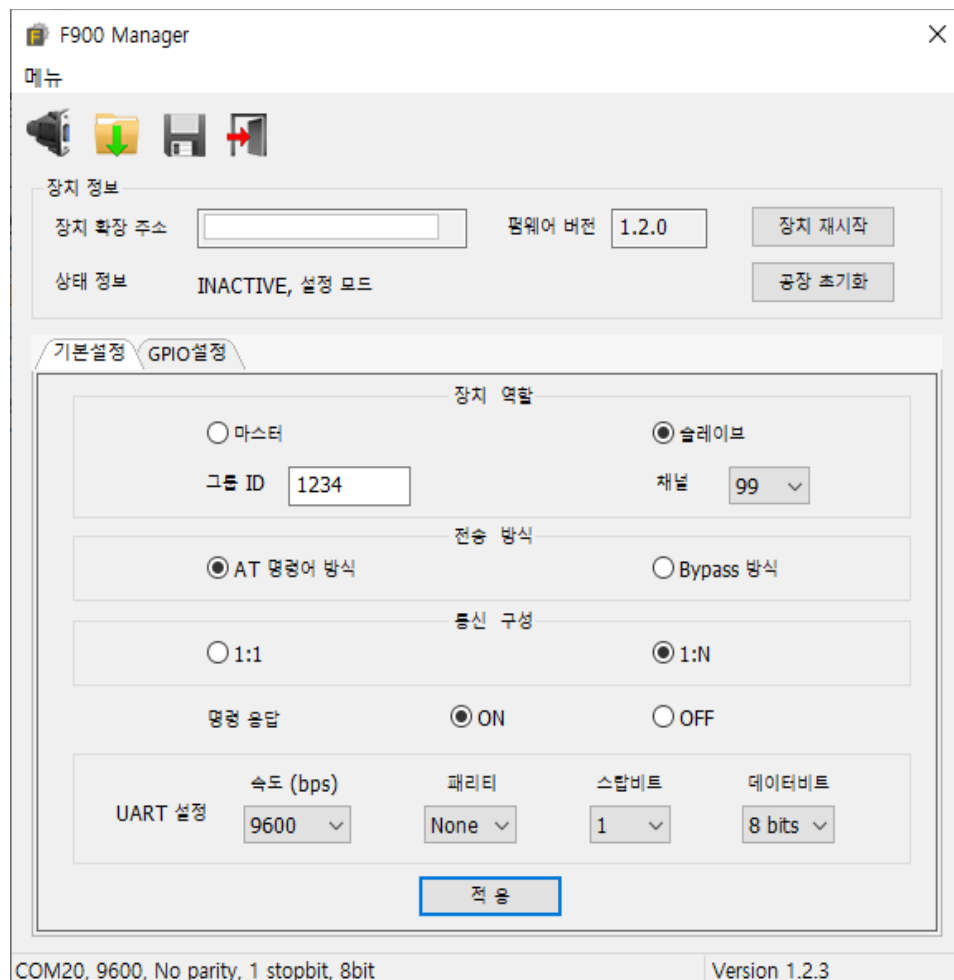 F900 Manager
메뉴
장치 정보
장치 확장 주소 펌웨어 버전 1.2.0 장치 재시작
상태 정보 INACTIVE, 설정 모드 공장 초기화
기본설정 GPIO설정
장치 역할
마스터 슬레이브
그룹 ID 1234 채널 99
전송 방식
AT 명령어 방식 Bypass 방식
통신 구성
1:1 1:N
명령 응답 ON OFF
속도 (bps) 패리티 스탑비트 데이터비트
UART 설정 9600 None 1 8 bits
적 용
COM20, 9600, No parity, 1 stopbit, 8bit Version 1.2.3